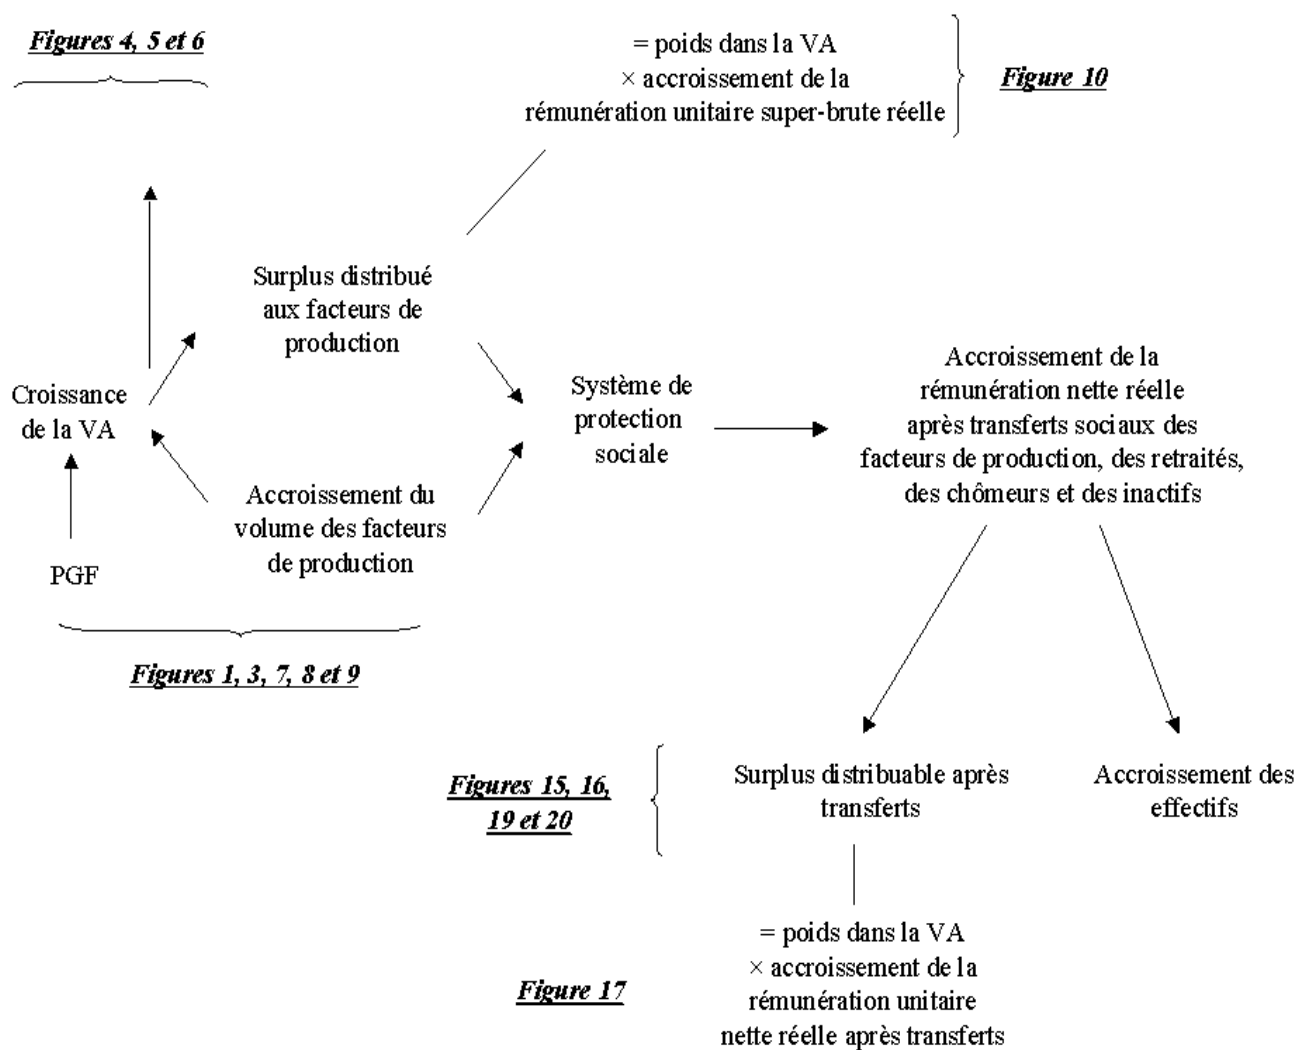 Figures 4, 5 et 6
= poids dans la VA
× accroissement de la
rémunération unitaire super-brute réelle
Figure 10
Surplus distribué
aux facteurs de
production
Croissance
de la VA
Système de
protection
sociale
Accroissement de la
rémunération nette réelle
après transferts sociaux des
facteurs de production, des retraités,
des chômeurs et des inactifs
Accroissement du
volume des facteurs
de production
PGF
Figures 1, 3, 7, 8 et 9
Figures 15, 16,
19 et 20
Surplus distribuable après
transferts
Accroissement des
effectifs
= poids dans la VA
× accroissement de la
rémunération unitaire
nette réelle après transferts
Figure 17